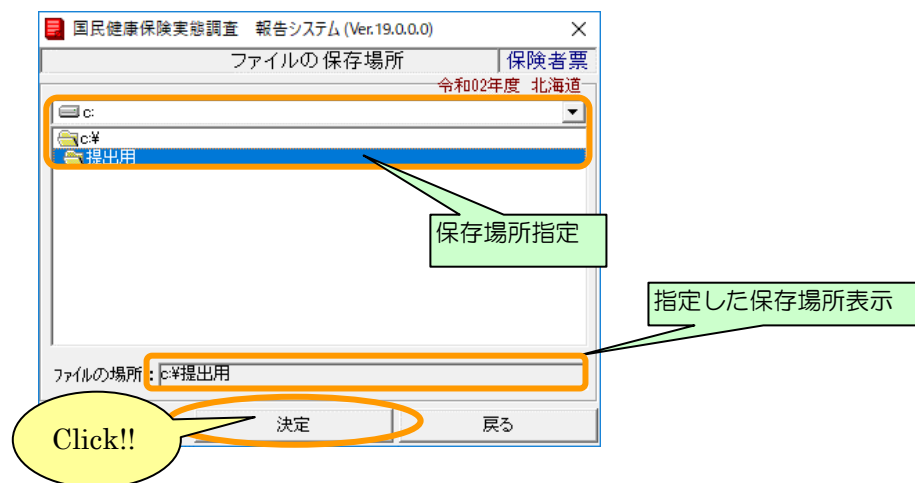 国民健康保険実態調査 報告システム (Ver.19.0.0.0)
ファイルの保存場所
保険者票
令和02年度 北海道
c:
c:¥
提出用
保存場所指定
指定した保存場所表示
ファイルの場所：c:¥提出用
Click!!
決定
戻る